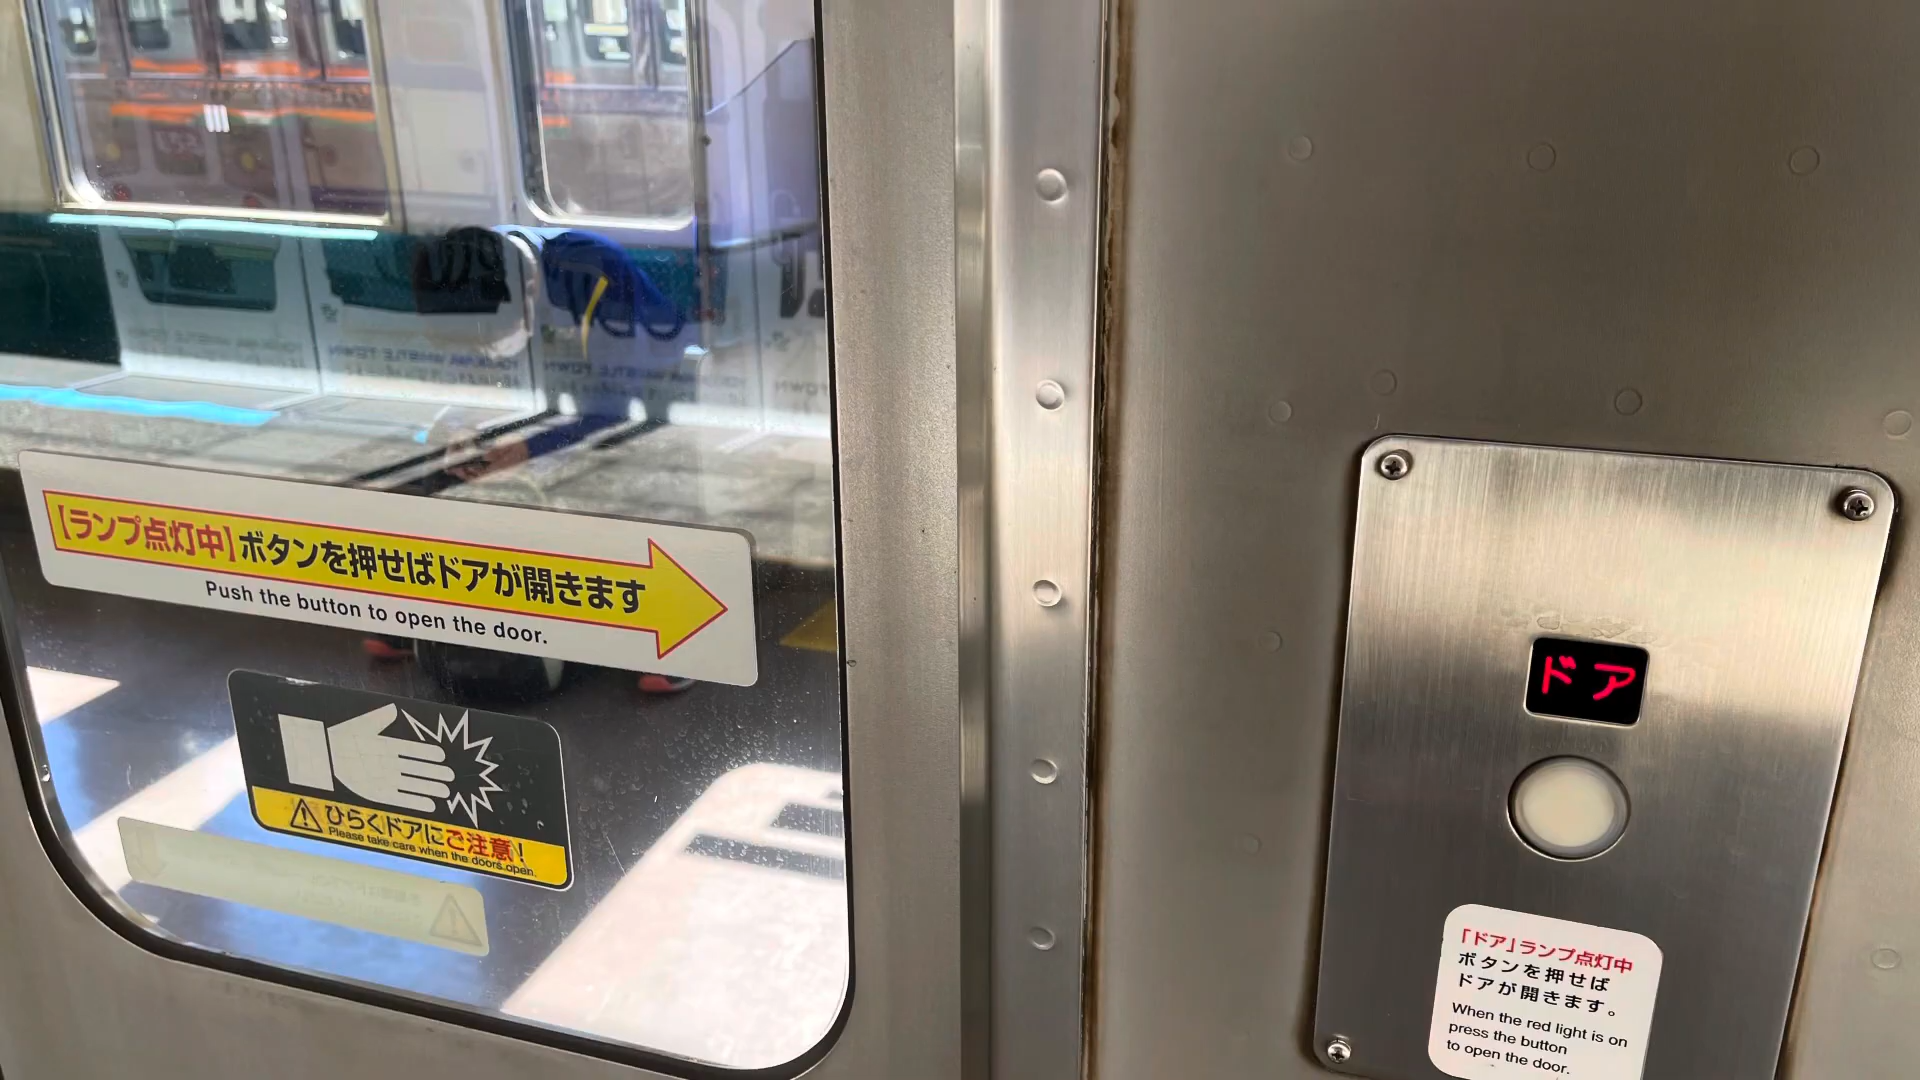 【ランプ点灯中】ボタンを押せばドアが開きます
Push the button to open the door.
ひらくドアにご注意!
Please take care when the doors open.
ドア
「ドア」ランプ点灯中
ボタンを押せば
ドアが開きます。
When the red light is on
press the button
to open the door.